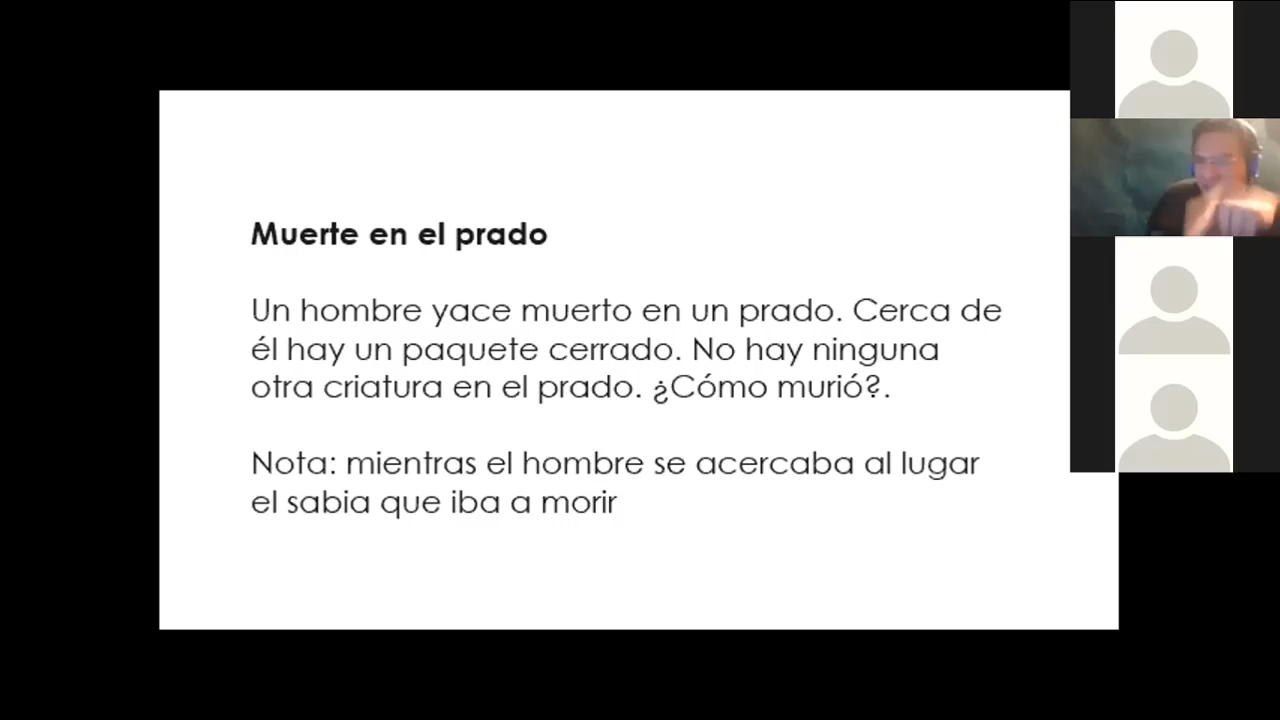 Muerte en el prado
Un hombre yace muerto en un prado. Cerca de
él hay un paquete cerrado. No hay ninguna
otra criatura en el prado. ¿Cómo murió?.
Nota: mientras el hombre se acercaba al lugar
el sabia que iba a morir